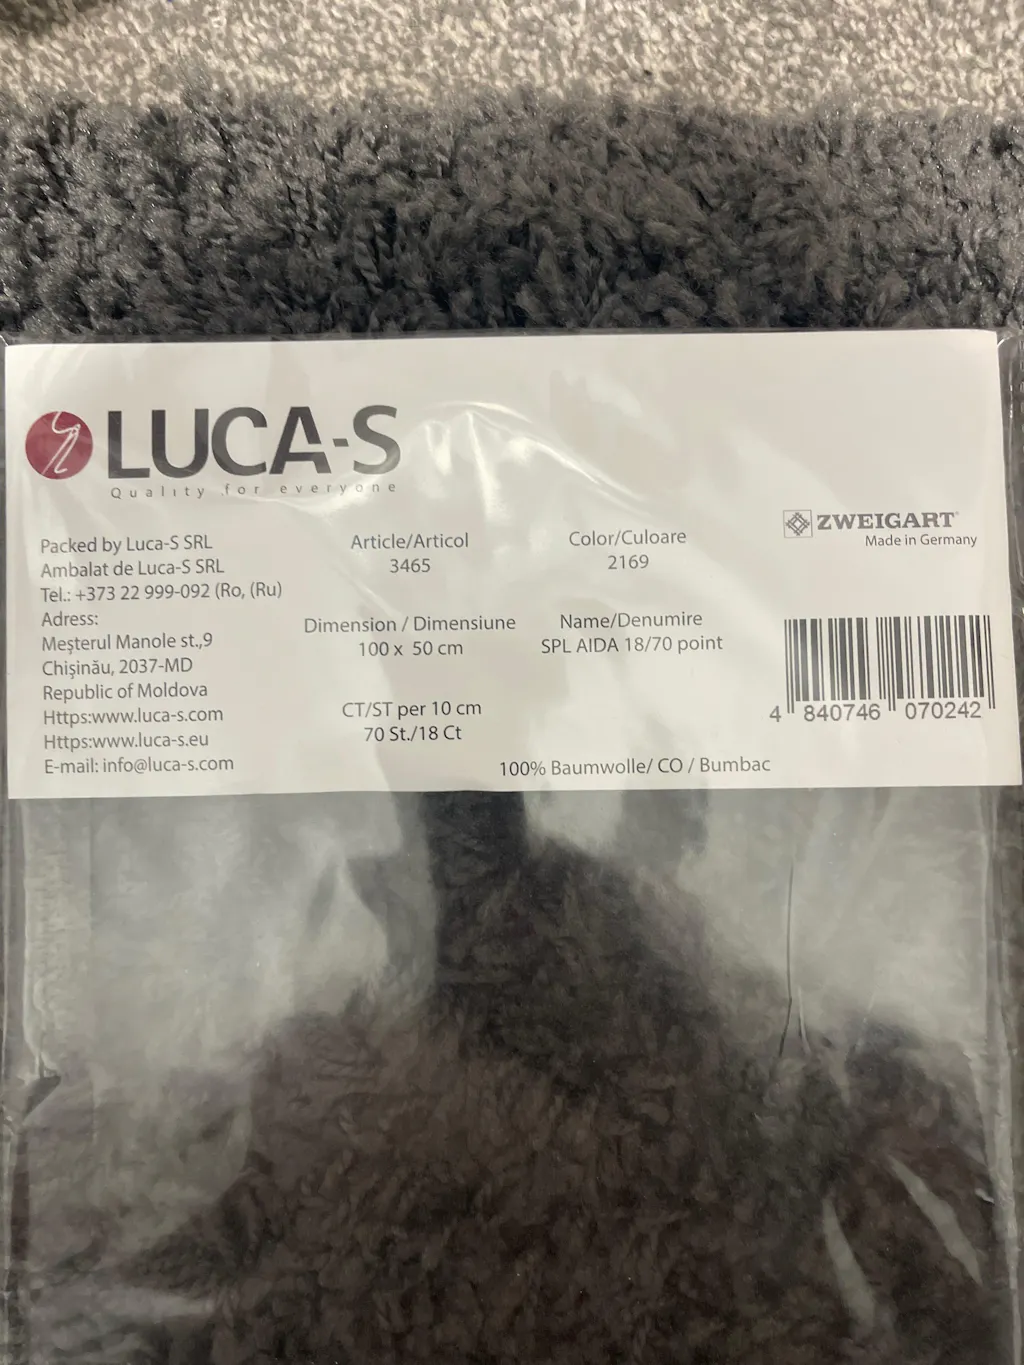 LUCA-S
Quality for everyone
Packed by Luca-S SRL
Ambalat de Luca-S SRL
Tel.: +373 22 999-092 (Ro, (Ru)
Adress:
Meşterul Manole st.,9
Chişinău, 2037-MD
Republic of Moldova
Https:www.luca-s.com
Https:www.luca-s.eu
E-mail: info@luca-s.com
Article/Articol
3465
Dimension / Dimensiune
100 x 50 cm
CT/ST per 10 cm
70 St./18 Ct
Color/Culoare
2169
Name/Denumire
SPL AIDA 18/70 point
100% Baumwolle/ CO / Bumbac
ZWEIGART®
Made in Germany
4 840746 070242